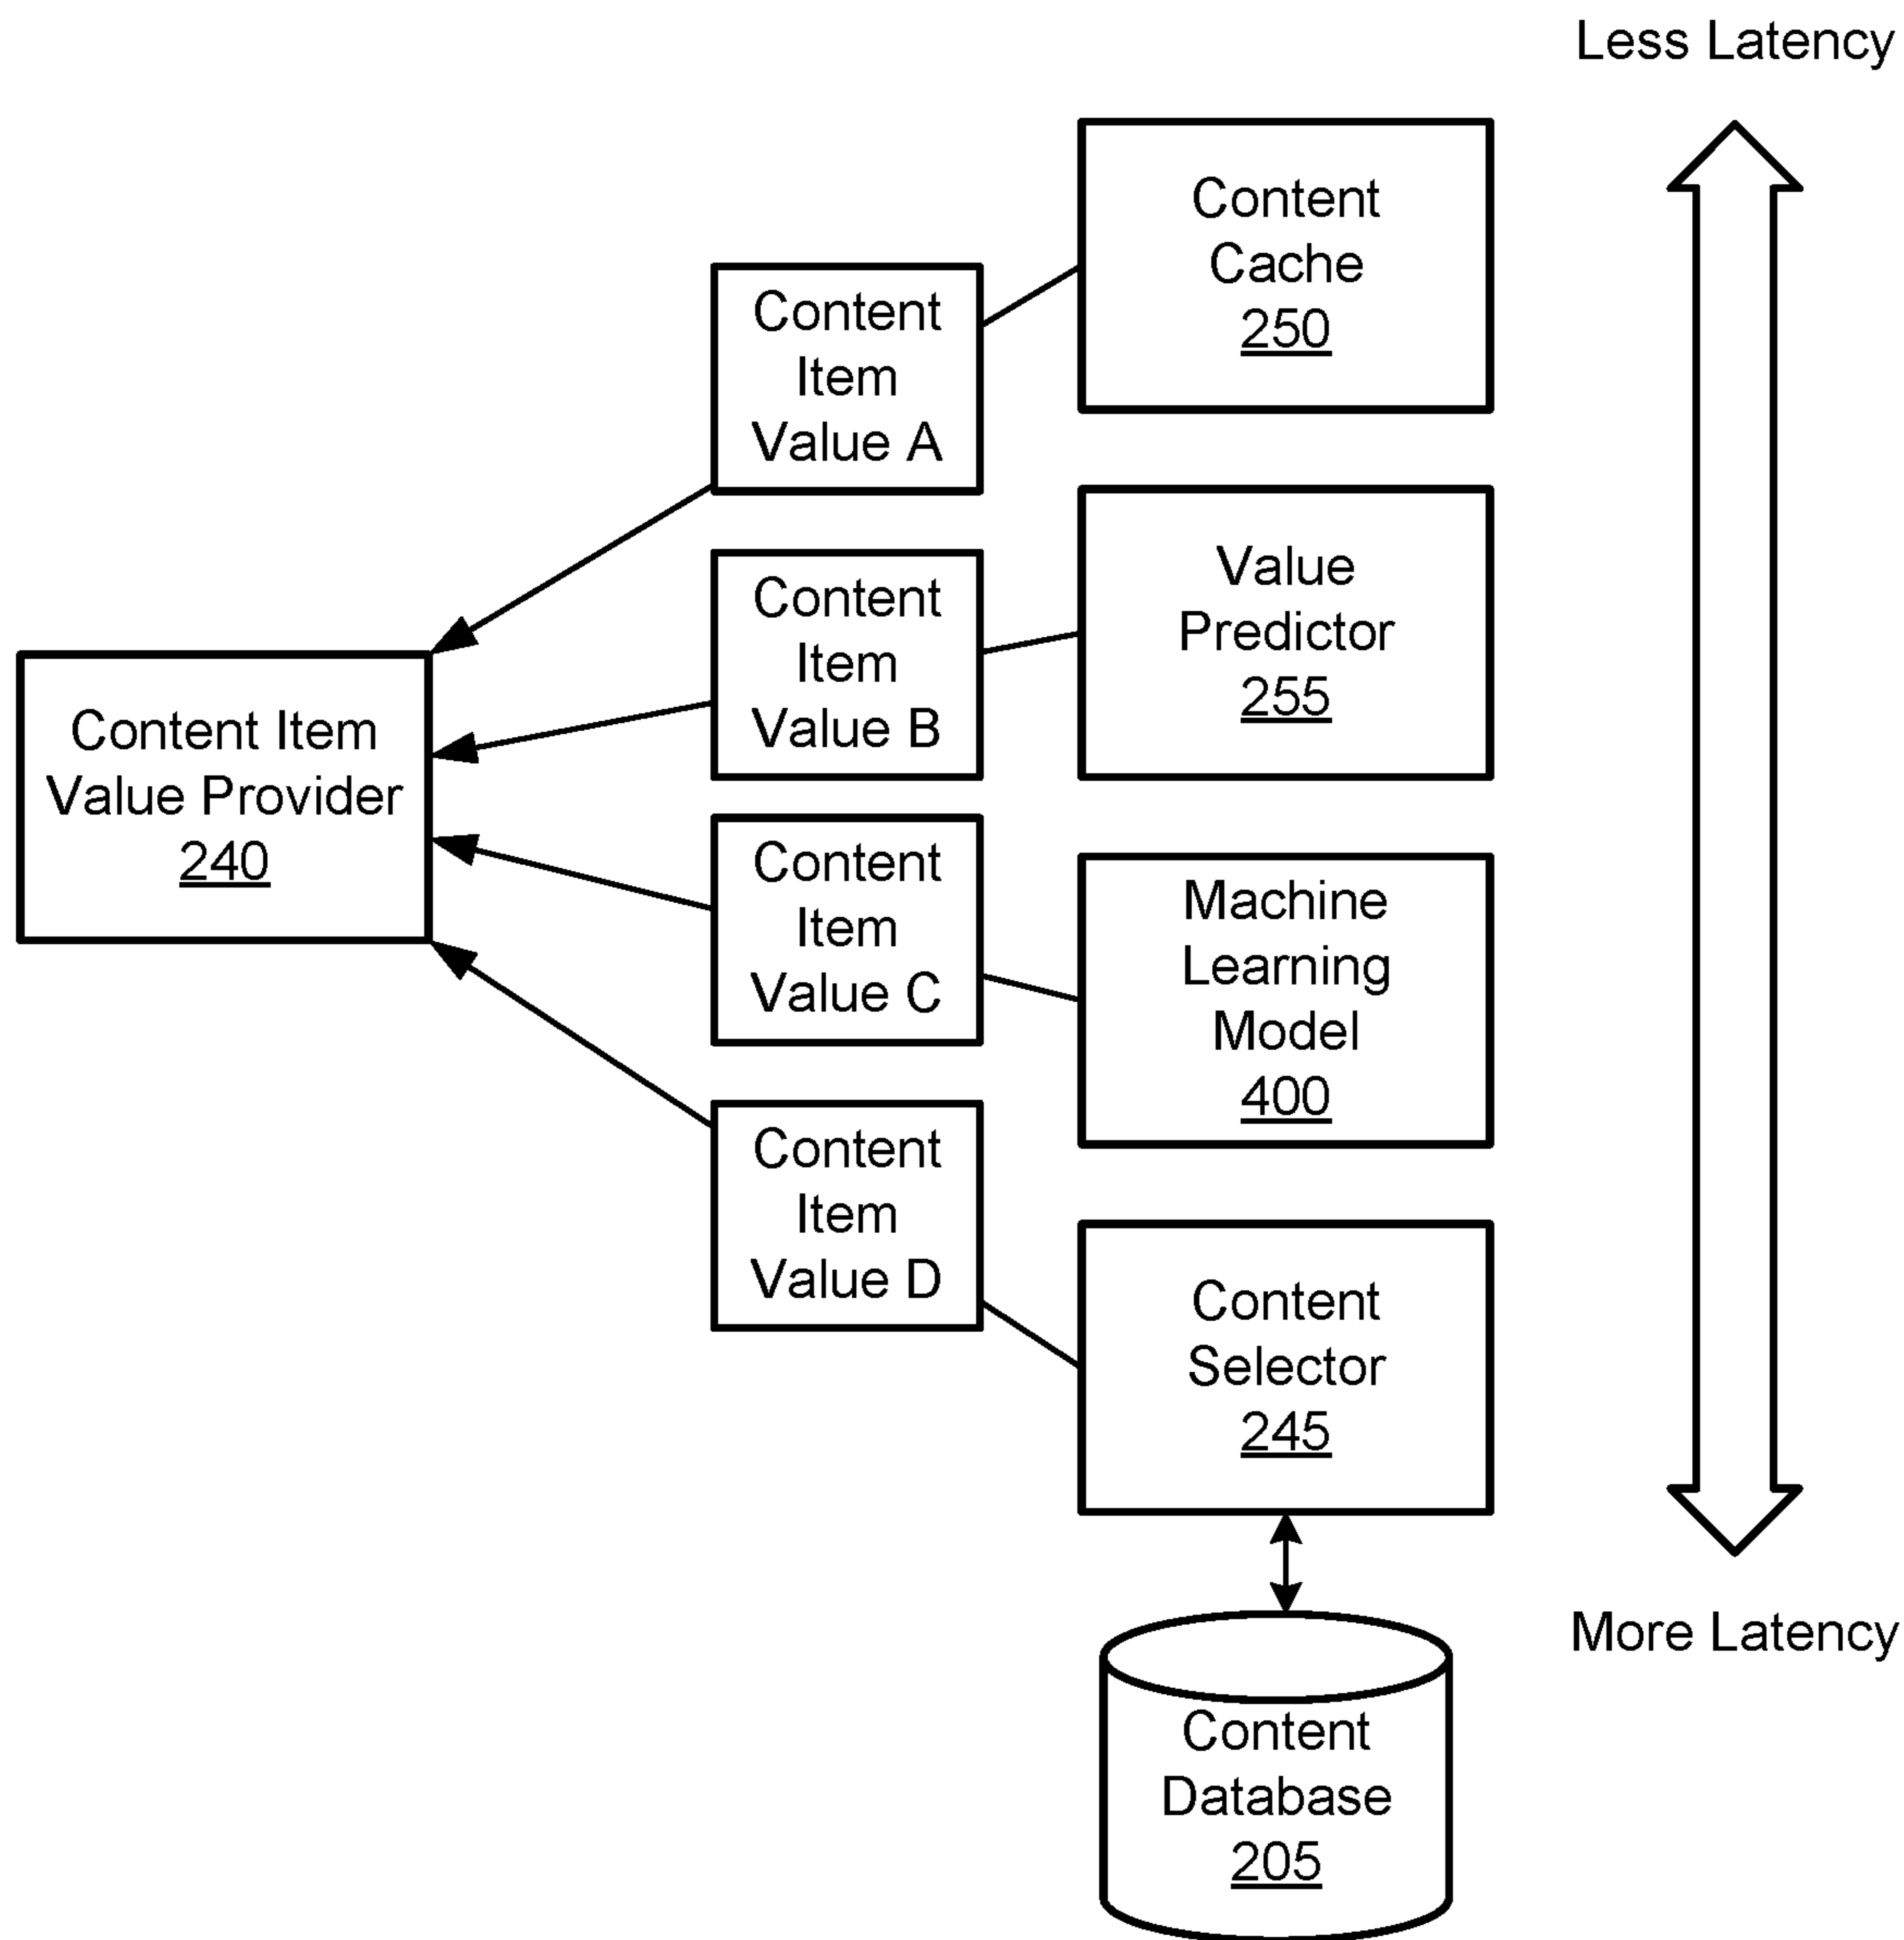 Less Latency
Content
Cache
250
Content
Item
Value A
Value
Predictor
255
Content
Item
Value B
Content Item
Value Provider
240
Content
Item
Value C
Machine
Learning
Model
400
Content
Item
Value D
Content
Selector
245
More Latency
Content
Database
205